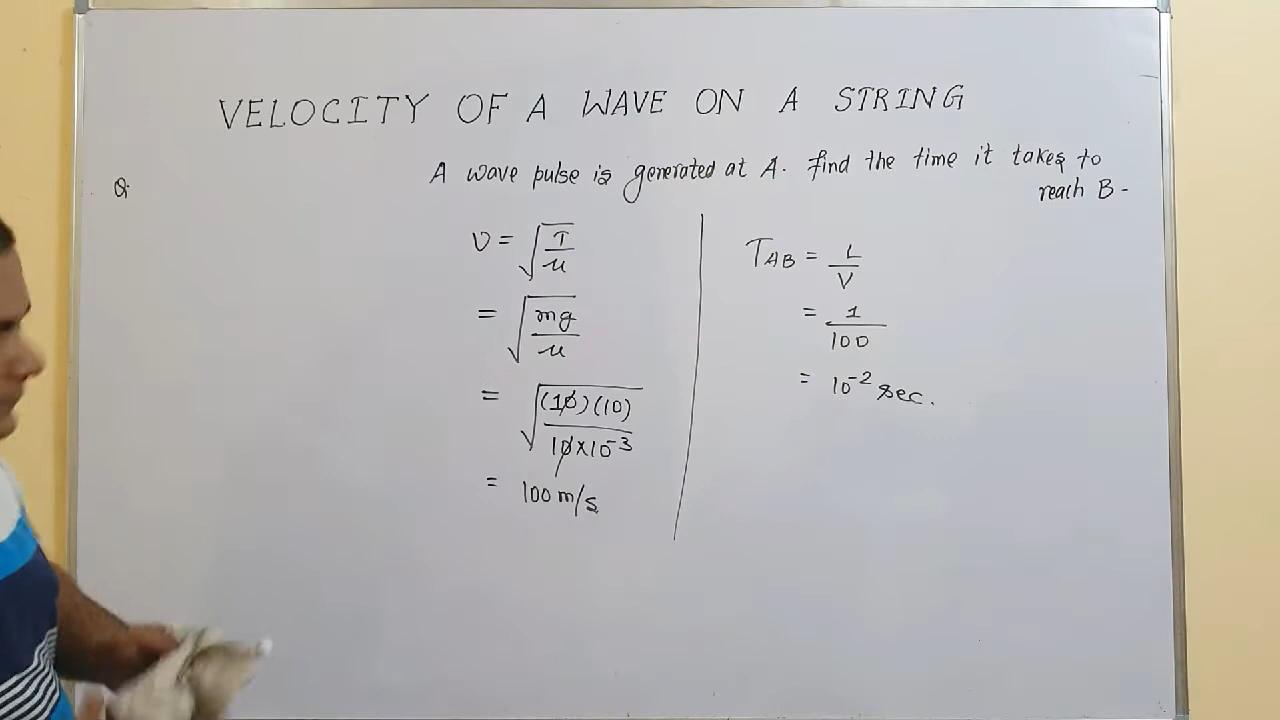 VELOCITY OF A WAVE ON A STRING
Q.
A wave pulse is generated at A. find the time it takes to
reach B -
v = √(T/μ)
= √(mg/μ)
= √((10)(10)/10×10⁻³)
= 100 m/s
T_AB = L/V
= 1/100
= 10⁻² sec.